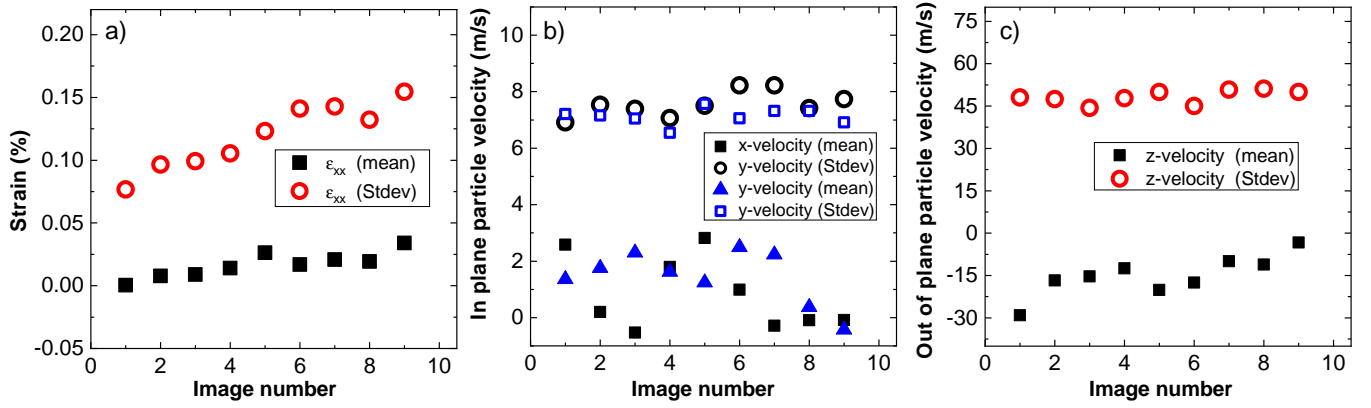 a)
Strain (%)
0.20
0.15
0.10
0.05
0.00
-0.05
ε_xx (mean)
ε_xx (Stdev)
0 2 4 6 8 10
Image number
b)
In plane particle velocity (m/s)
10
8
6
4
2
0
x-velocity (mean)
y-velocity (Stdev)
y-velocity (mean)
y-velocity (Stdev)
0 2 4 6 8 10
Image number
c)
Out of plane particle velocity (m/s)
75
60
45
30
15
0
-15
-30
z-velocity (mean)
z-velocity (Stdev)
0 2 4 6 8 10
Image number